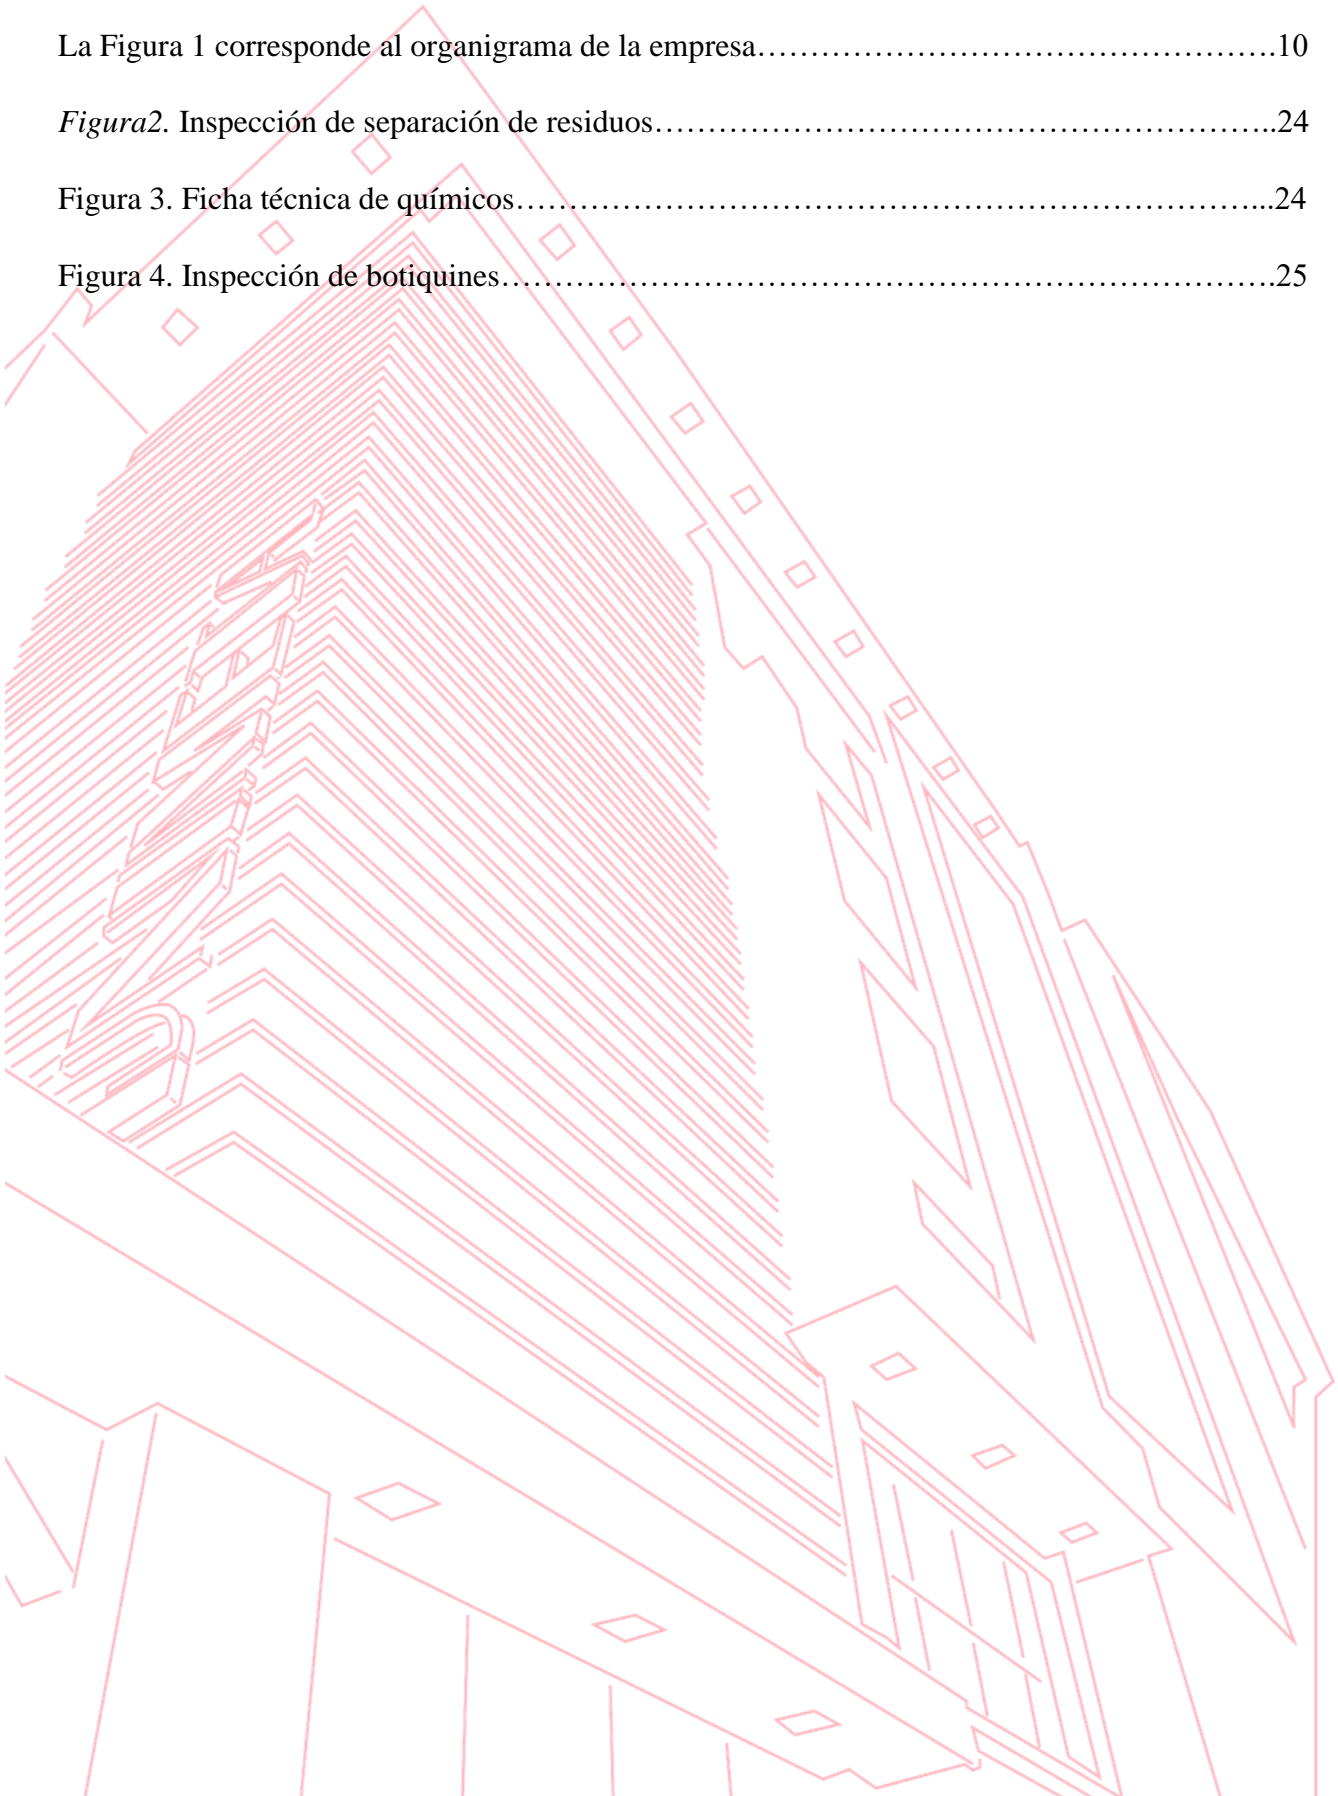 La Figura 1 corresponde al organigrama de la empresa…………………………………………….10
Figura2. Inspección de separación de residuos………………………………………………………..24
Figura 3. Ficha técnica de químicos…………………………………………………………………...24
Figura 4. Inspección de botiquines…………………………………………………………………….25